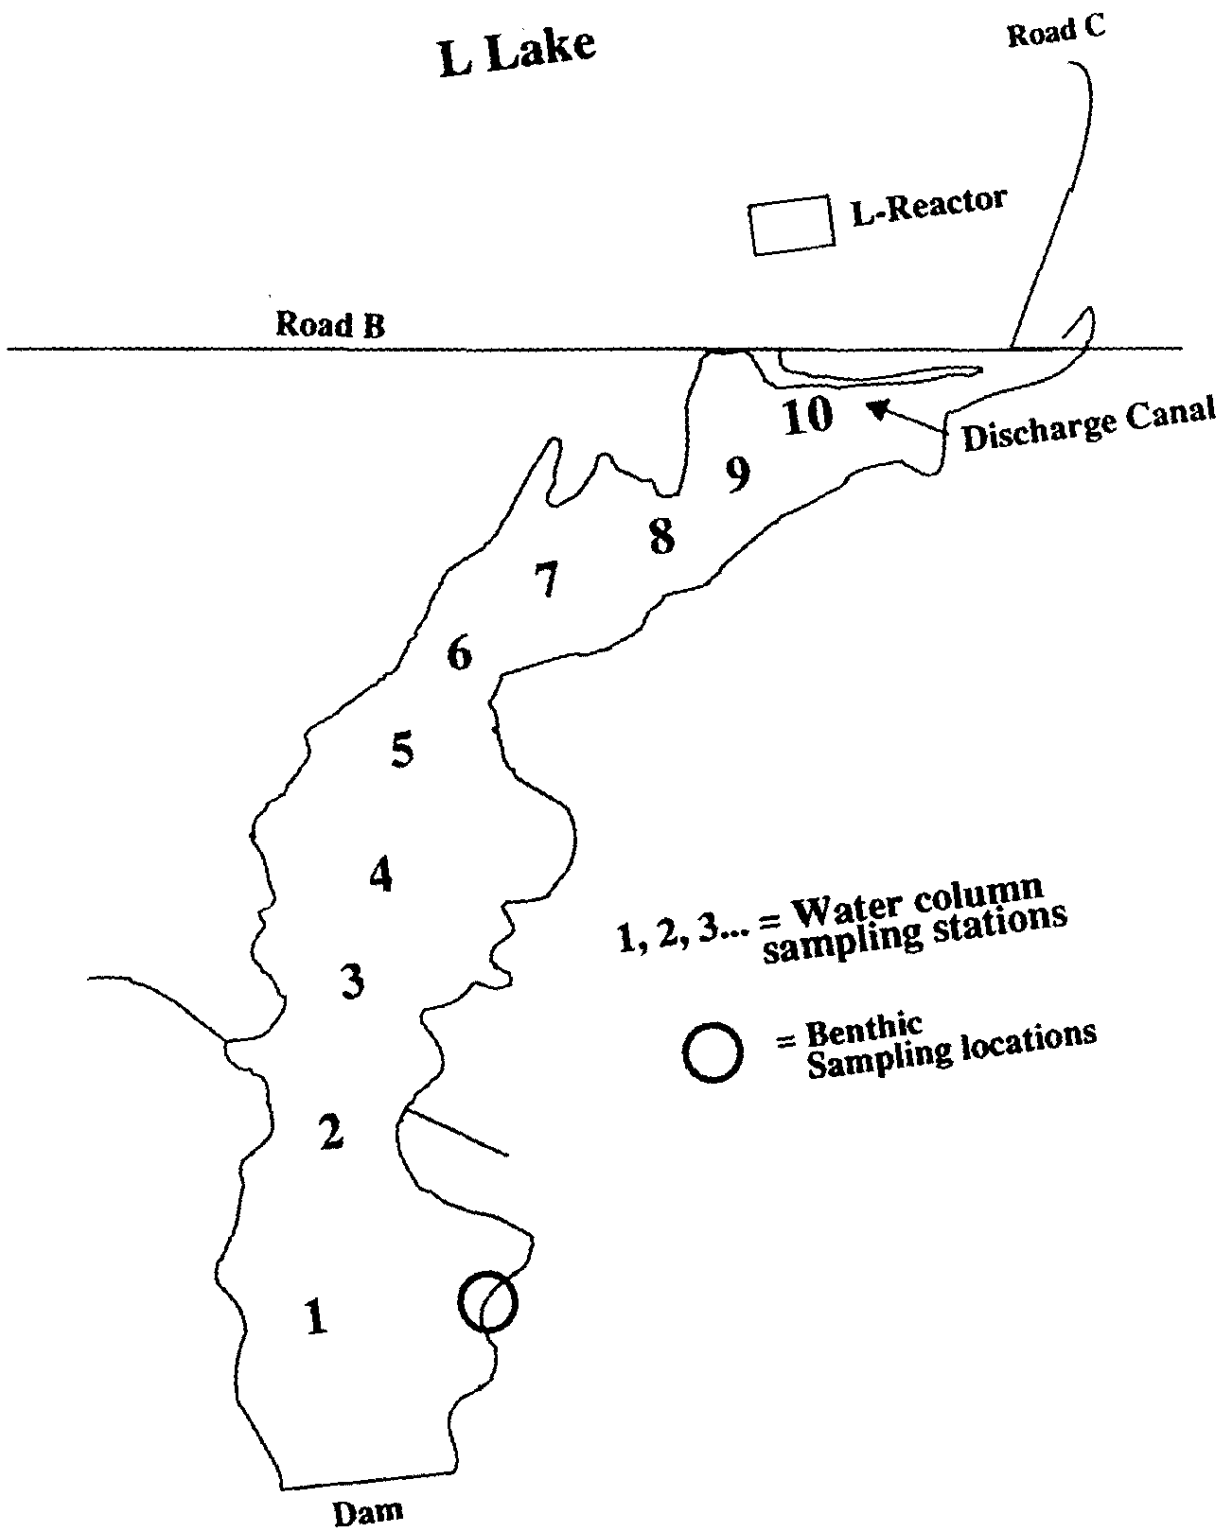 L Lake
Road C
L-Reactor
Road B
10
Discharge Canal
9
8
7
6
5
4
1, 2, 3... = Water column
sampling stations
3
= Benthic
Sampling locations
2
1
Dam